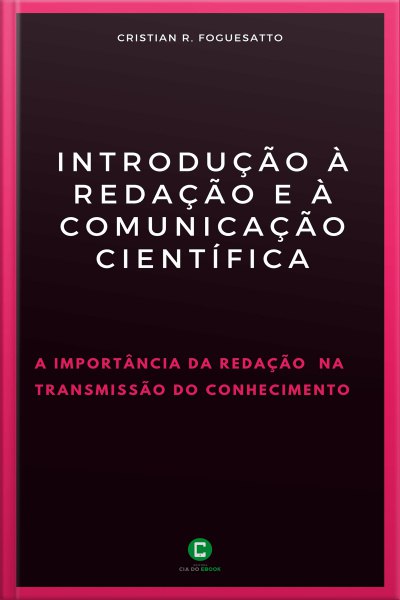 CRISTIAN R. FOGUESATTO
INTRODUÇÃO À
REDAÇÃO E À
COMUNICAÇÃO
CIENTÍFICA
A IMPORTÂNCIA DA REDAÇÃO NA
TRANSMISSÃO DO CONHECIMENTO
CIA DO EBOOK